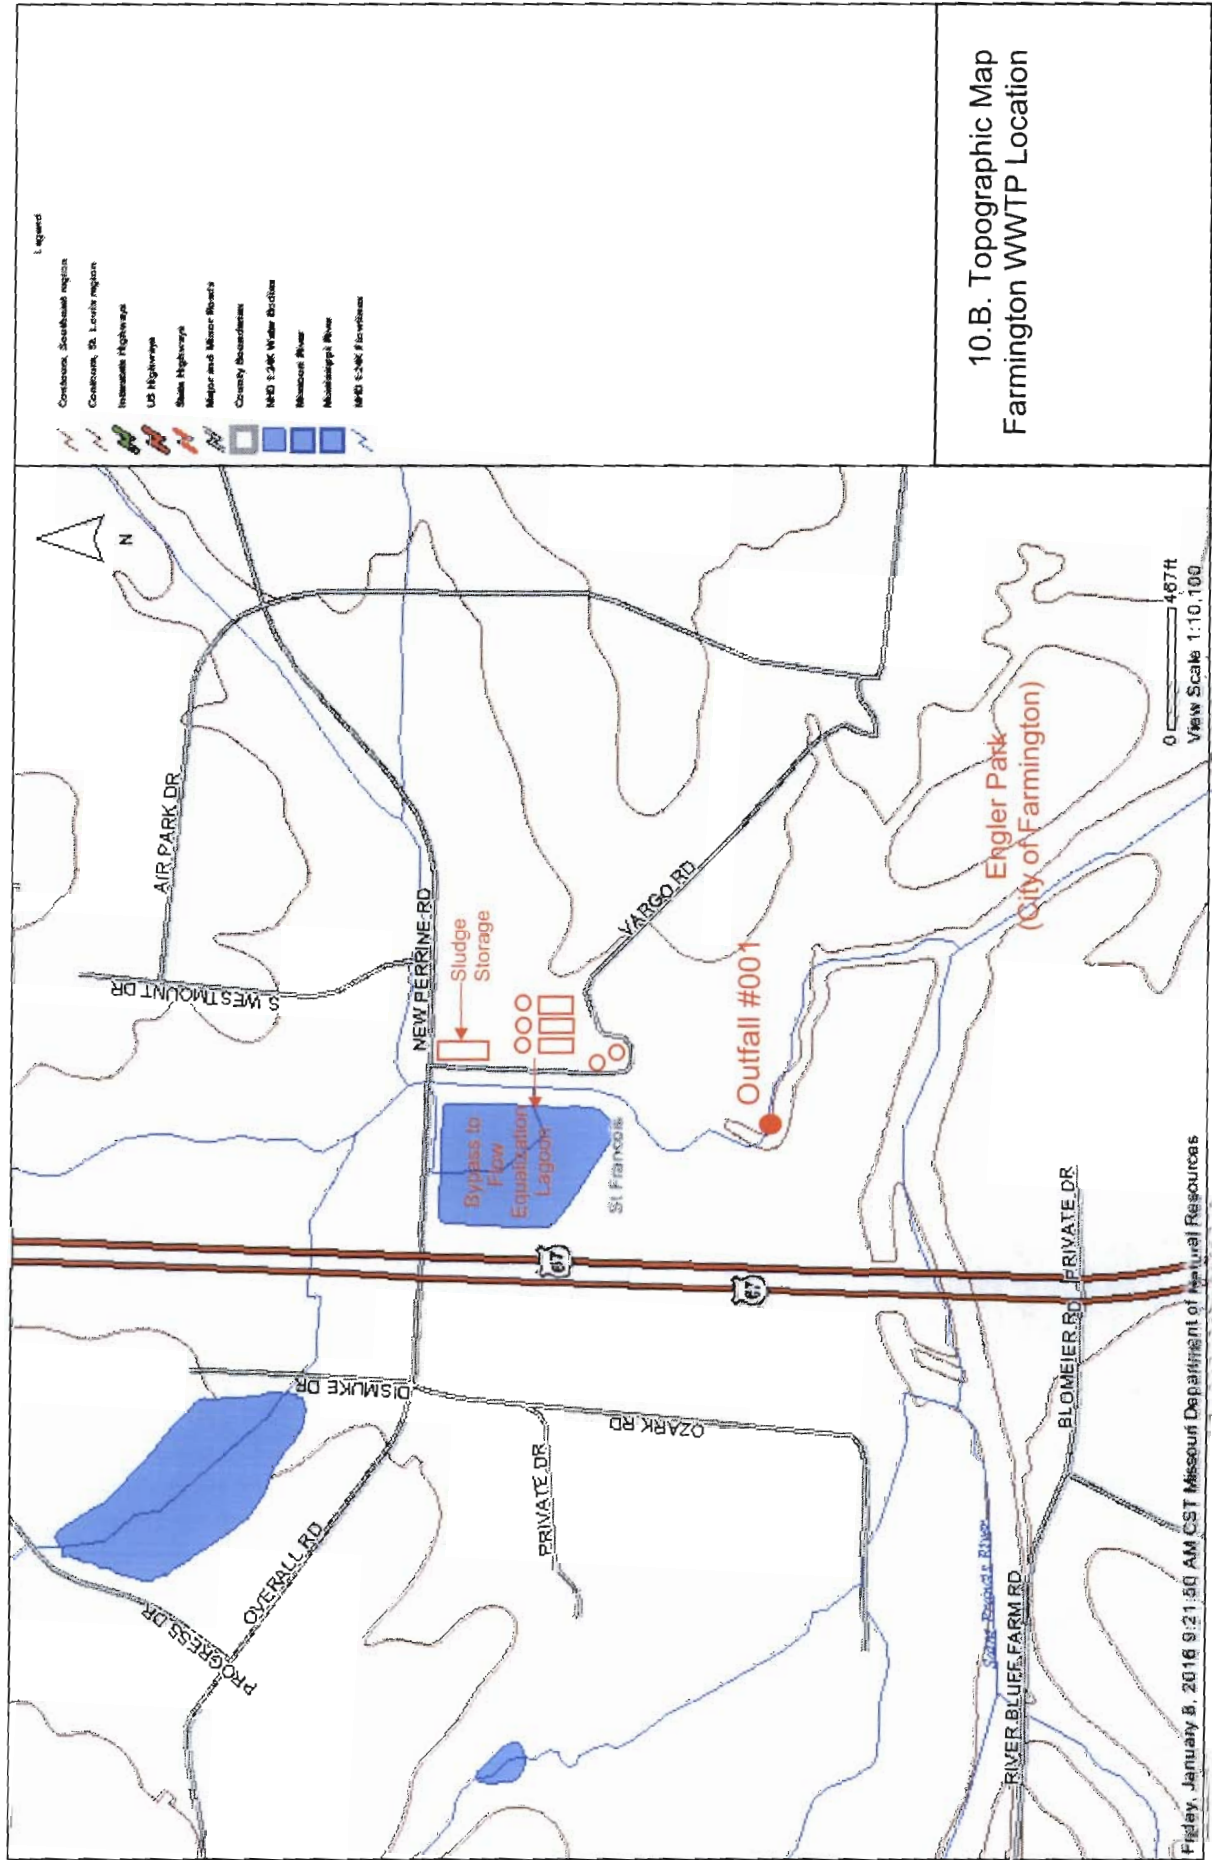 Legend
Contours, Southeast region
Contours, St. Louis region
Interstate Highways
US Highways
State Highways
Major and Minor Roads
County Boundaries
NHD 1:24K Water Bodies
Missouri River
Mississippi River
NHD 1:24K Flowlines
10.B. Topographic Map
Farmington WWTP Location
N
AIR PARK DR
S WESTMOUNT DR
NEW PERRINE RD
Sludge
Storage
Bypass to
Flow
Equatization
Lagoon
St Francois
VARGO RD
Outfall #001
Engler Park
(City of Farmington)
67
67
DISMUKE DR
OVERALL RD
PROGRESS DR
PRIVATE DR
OZARK RD
BLOMEIER RD
PRIVATE DR
RIVER BLUFF FARM RD
0
467ft
View Scale 1:10,100
Friday, January 8, 2016 9:21:50 AM CST Missouri Department of Natural Resources